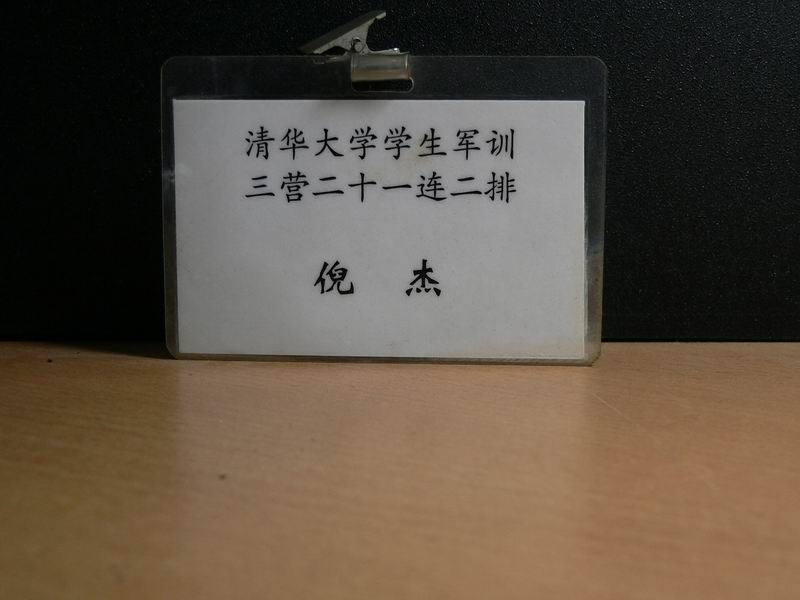 清华大学学生军训
三营二十一连二排
倪 杰